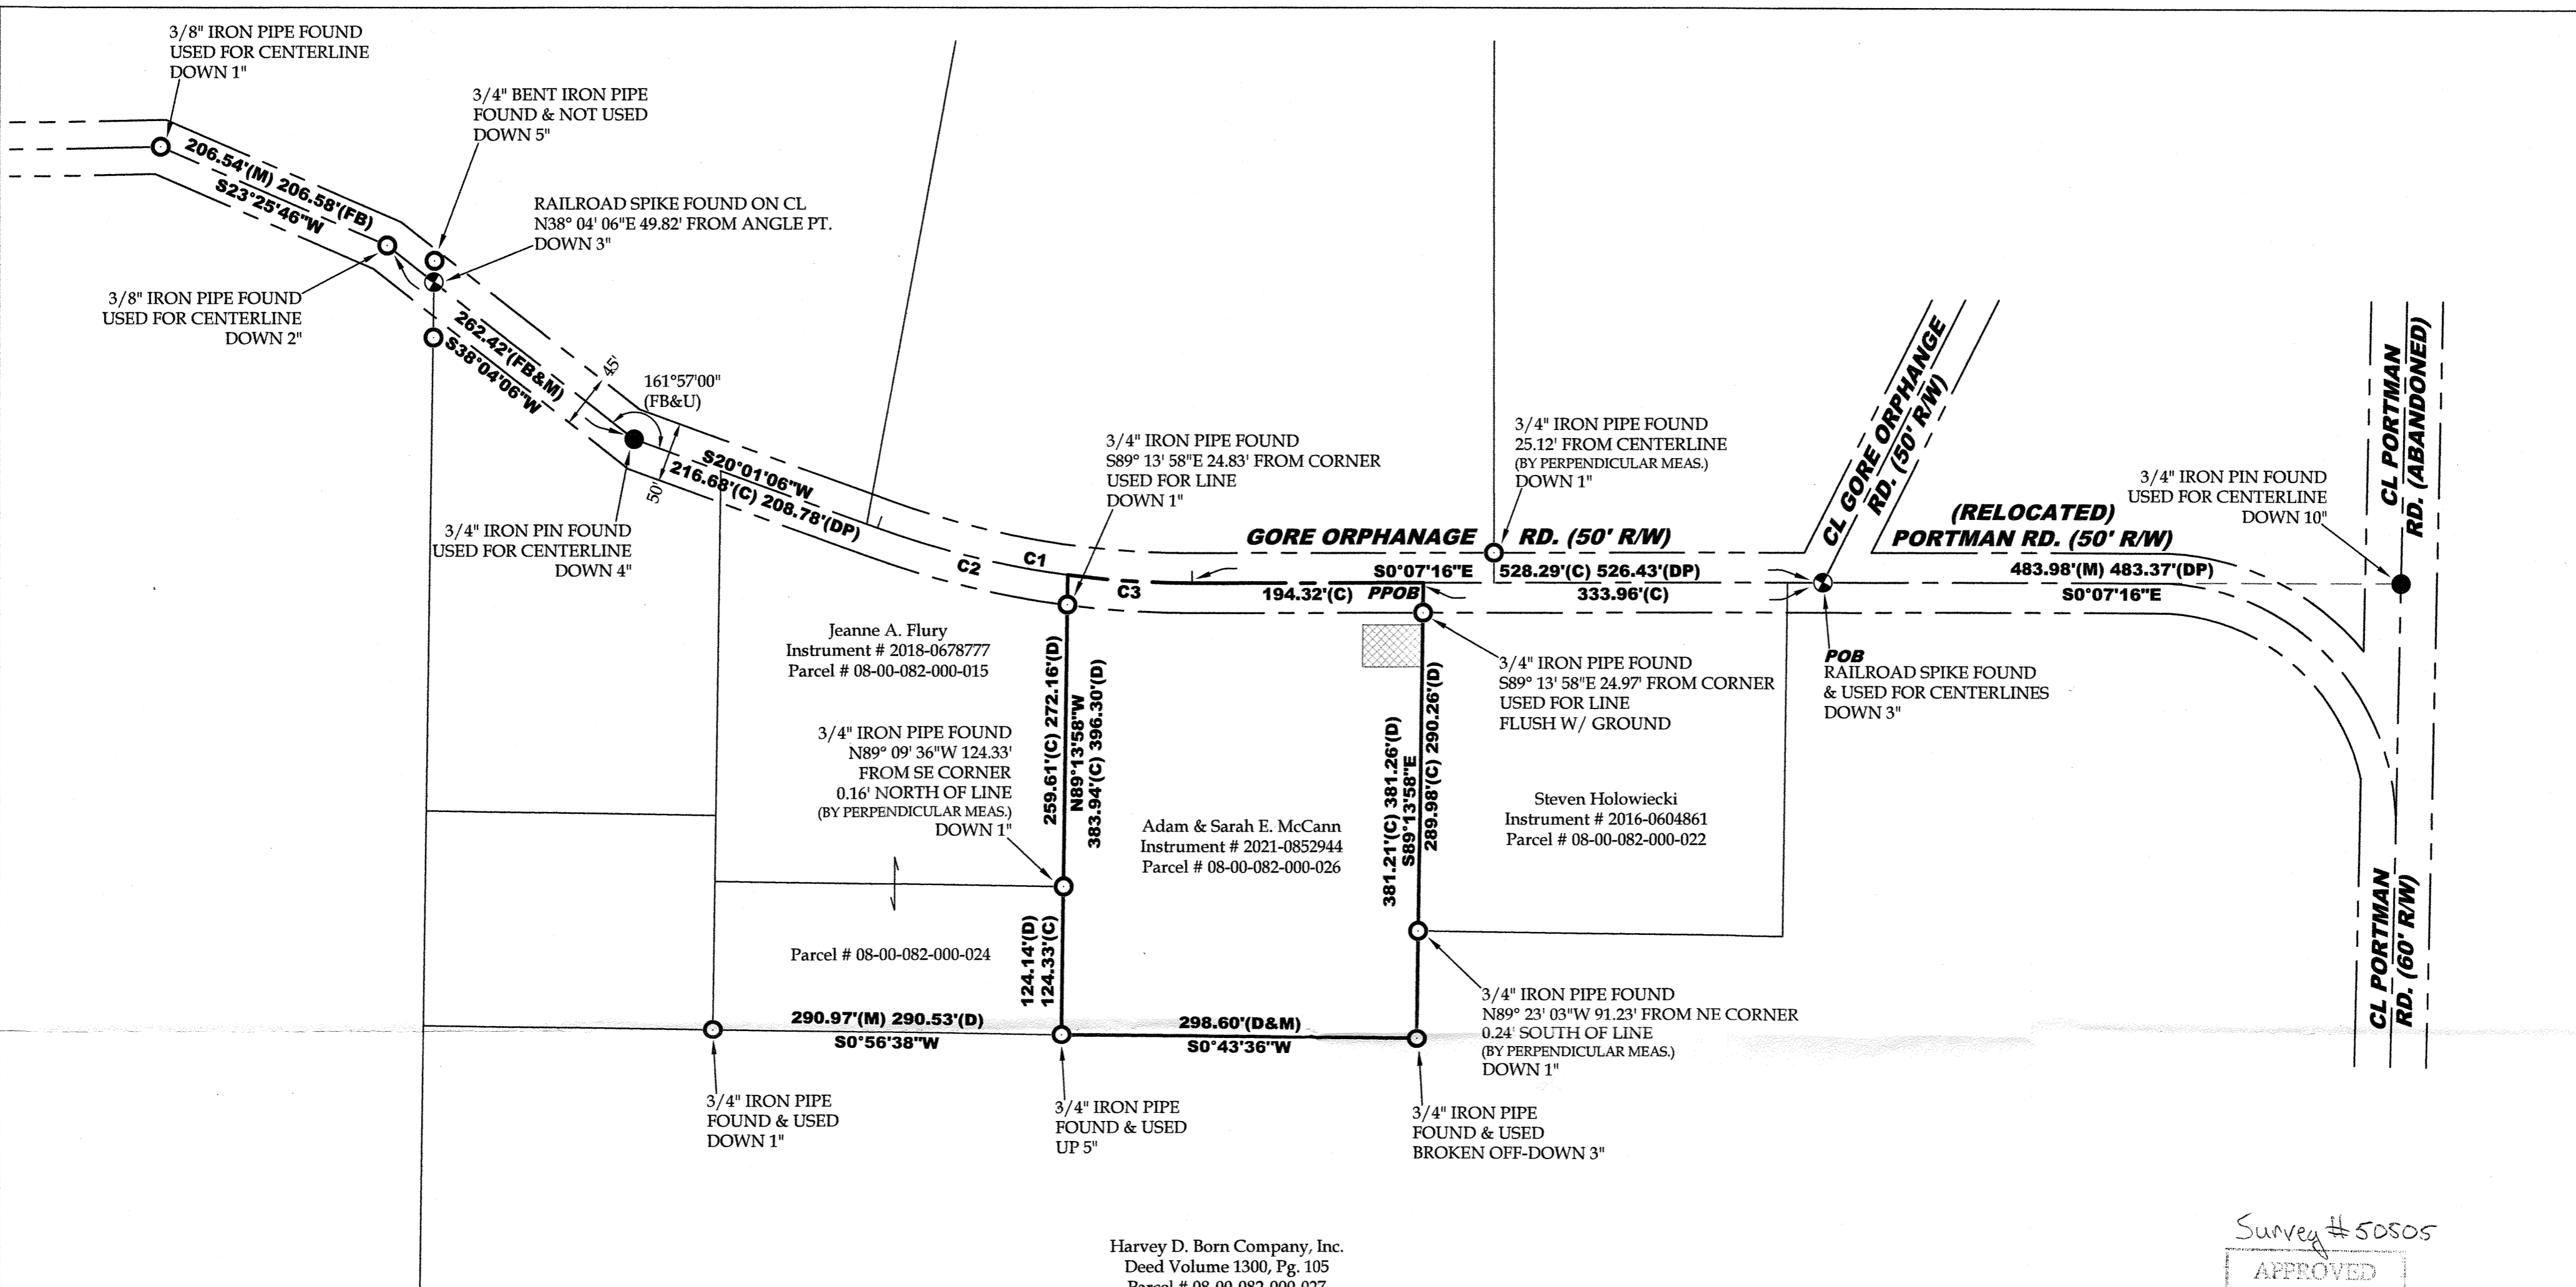 3/8" IRON PIPE FOUND
USED FOR CENTERLINE
DOWN 1"
3/4" BENT IRON PIPE
FOUND & NOT USED
DOWN 5"
206.54'(M) 206.58'(FB)
S23°25'46"W
RAILROAD SPIKE FOUND ON CL
N38° 04' 06"E 49.82' FROM ANGLE PT.
DOWN 3"
3/8" IRON PIPE FOUND
USED FOR CENTERLINE
DOWN 2"
262.42'(FB&M)
S38°04'06"W
45'
161°57'00"
(FB&U)
50'
S20°01'06"W
216.68'(C) 208.78'(DP)
3/4" IRON PIN FOUND
USED FOR CENTERLINE
DOWN 4"
C1
C2
C3
3/4" IRON PIPE FOUND
S89° 13' 58"E 24.83' FROM CORNER
USED FOR LINE
DOWN 1"
3/4" IRON PIPE FOUND
25.12' FROM CENTERLINE
(BY PERPENDICULAR MEAS.)
DOWN 1"
GORE ORPHANAGE RD. (50' R/W)
S0°07'16"E 528.29'(C) 526.43'(DP)
194.32'(C) PPOB 333.96'(C)
CL GORE ORPHANGE
RD. (50' R/W)
(RELOCATED)
PORTMAN RD. (50' R/W)
483.98'(M) 483.37'(DP)
S0°07'16"E
3/4" IRON PIN FOUND
USED FOR CENTERLINE
DOWN 10"
CL PORTMAN
RD. (ABANDONED)
POB
RAILROAD SPIKE FOUND
& USED FOR CENTERLINES
DOWN 3"
3/4" IRON PIPE FOUND
S89° 13' 58"E 24.97' FROM CORNER
USED FOR LINE
FLUSH W/ GROUND
Jeanne A. Flury
Instrument # 2018-0678777
Parcel # 08-00-082-000-015
259.61'(C) 272.16'(D)
N89°13'58"W
383.94'(C) 396.30'(D)
3/4" IRON PIPE FOUND
N89° 09' 36"W 124.33'
FROM SE CORNER
0.16' NORTH OF LINE
(BY PERPENDICULAR MEAS.)
DOWN 1"
Adam & Sarah E. McCann
Instrument # 2021-0852944
Parcel # 08-00-082-000-026
381.21'(C) 381.26'(D)
S89°13'58"E
289.98'(C) 290.26'(D)
Steven Holowiecki
Instrument # 2016-0604861
Parcel # 08-00-082-000-022
CL PORTMAN
RD. (60' R/W)
Parcel # 08-00-082-000-024
124.14'(D)
124.33'(C)
290.97'(M) 290.53'(D)
S0°56'38"W
298.60'(D&M)
S0°43'36"W
3/4" IRON PIPE FOUND
N89° 23' 03"W 91.23' FROM NE CORNER
0.24' SOUTH OF LINE
(BY PERPENDICULAR MEAS.)
DOWN 1"
3/4" IRON PIPE
FOUND & USED
DOWN 1"
3/4" IRON PIPE
FOUND & USED
UP 5"
3/4" IRON PIPE
FOUND & USED
BROKEN OFF-DOWN 3"
Harvey D. Born Company, Inc.
Deed Volume 1300, Pg. 105
Parcel # 08-00-082-000-027
Survey #50505
APPROVED